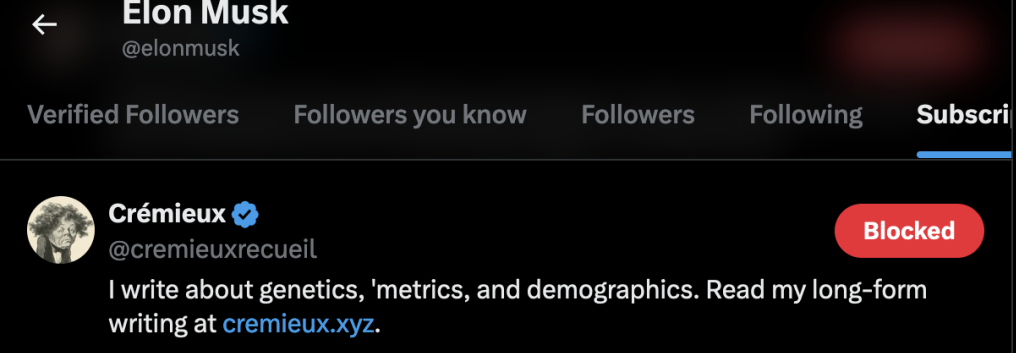 Elon Musk
@elonmusk
Verified Followers Followers you know Followers Following Subscri
Crémieux
@cremieuxrecueil
Blocked
I write about genetics, 'metrics, and demographics. Read my long-form
writing at cremieux.xyz.